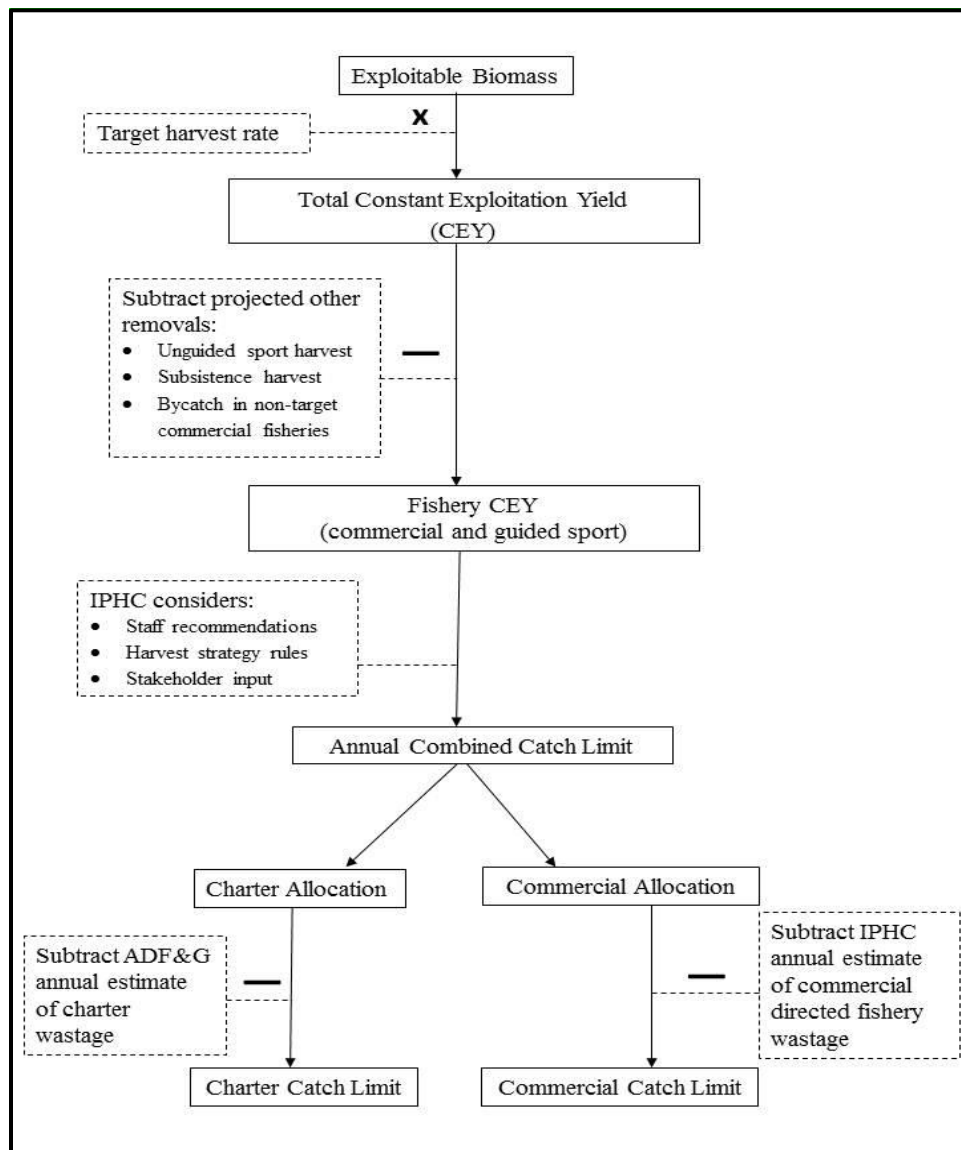 Exploitable Biomass
X
Target harvest rate
Total Constant Exploitation Yield
(CEY)
Subtract projected other
removals:
• Unguided sport harvest
• Subsistence harvest
• Bycatch in non-target
commercial fisheries
Fishery CEY
(commercial and guided sport)
IPHC considers:
• Staff recommendations
• Harvest strategy rules
• Stakeholder input
Annual Combined Catch Limit
Charter Allocation
Commercial Allocation
Subtract ADF&G
annual estimate
of charter
wastage
Subtract IPHC
annual estimate
of commercial
directed fishery
wastage
Charter Catch Limit
Commercial Catch Limit